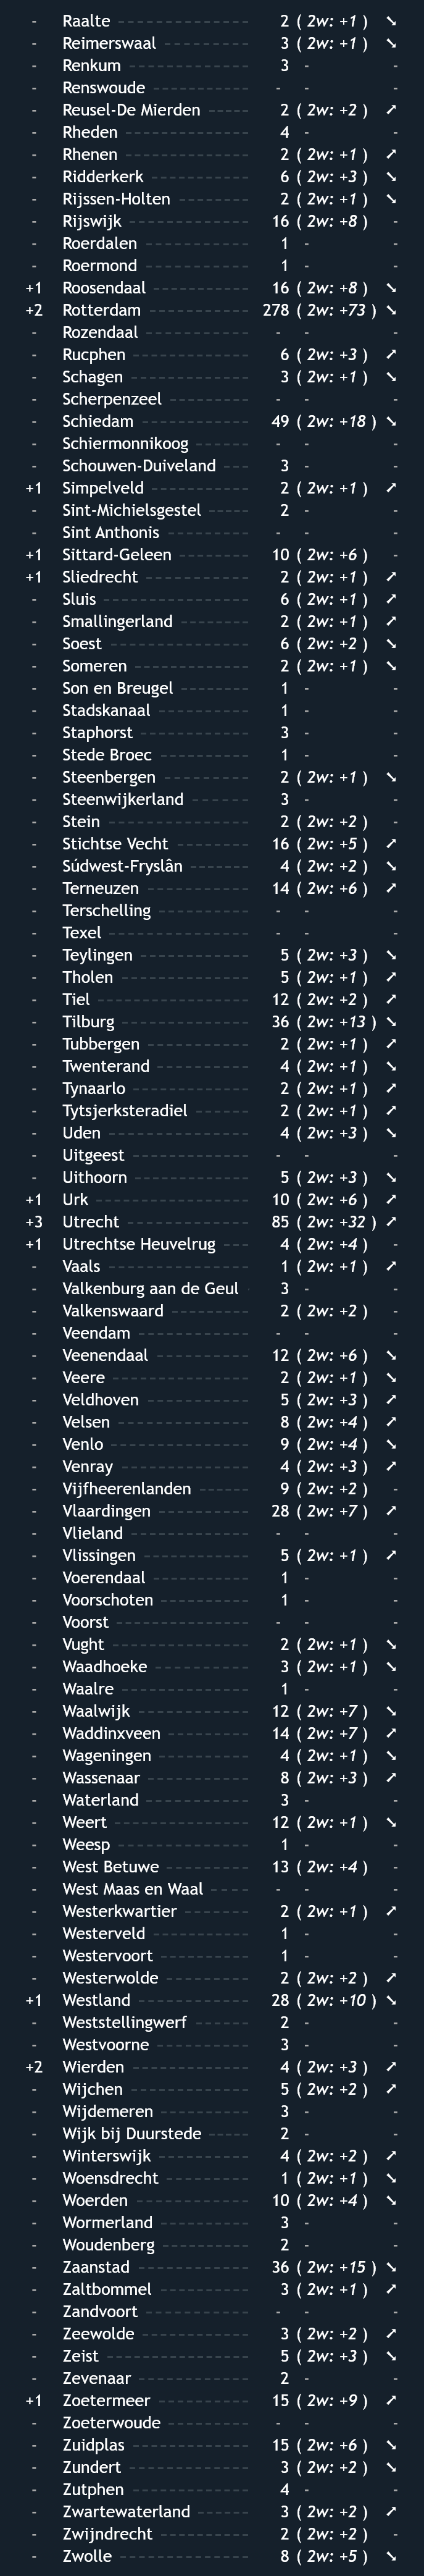 - Raalte 2 ( 2w: +1 ) ➘
- Reimerswaal 3 ( 2w: +1 ) ➘
- Renkum 3 - -
- Renswoude - - -
- Reusel-De Mierden 2 ( 2w: +2 ) ➚
- Rheden 4 - -
- Rhenen 2 ( 2w: +1 ) ➚
- Ridderkerk 6 ( 2w: +3 ) ➘
- Rijssen-Holten 2 ( 2w: +1 ) ➘
- Rijswijk 16 ( 2w: +8 ) -
- Roerdalen 1 - -
- Roermond 1 - -
+1 Roosendaal 16 ( 2w: +8 ) ➘
+2 Rotterdam 278 ( 2w: +73 ) ➘
- Rozendaal - - -
- Rucphen 6 ( 2w: +3 ) ➚
- Schagen 3 ( 2w: +1 ) ➘
- Scherpenzeel - - -
- Schiedam 49 ( 2w: +18 ) ➘
- Schiermonnikoog - - -
- Schouwen-Duiveland 3 - -
+1 Simpelveld 2 ( 2w: +1 ) ➚
- Sint-Michielsgestel 2 - -
- Sint Anthonis - - -
+1 Sittard-Geleen 10 ( 2w: +6 ) -
+1 Sliedrecht 2 ( 2w: +1 ) ➚
- Sluis 6 ( 2w: +1 ) ➚
- Smallingerland 2 ( 2w: +1 ) ➚
- Soest 6 ( 2w: +2 ) ➘
- Someren 2 ( 2w: +1 ) ➘
- Son en Breugel 1 - -
- Stadskanaal 1 - -
- Staphorst 3 - -
- Stede Broec 1 - -
- Steenbergen 2 ( 2w: +1 ) ➘
- Steenwijkerland 3 - -
- Stein 2 ( 2w: +2 ) -
- Stichtse Vecht 16 ( 2w: +5 ) ➚
- Súdwest-Fryslân 4 ( 2w: +2 ) ➘
- Terneuzen 14 ( 2w: +6 ) ➚
- Terschelling - - -
- Texel - - -
- Teylingen 5 ( 2w: +3 ) ➘
- Tholen 5 ( 2w: +1 ) ➚
- Tiel 12 ( 2w: +2 ) ➚
- Tilburg 36 ( 2w: +13 ) ➘
- Tubbergen 2 ( 2w: +1 ) ➚
- Twenterand 4 ( 2w: +1 ) ➘
- Tynaarlo 2 ( 2w: +1 ) ➚
- Tytsjerksteradiel 2 ( 2w: +1 ) ➚
- Uden 4 ( 2w: +3 ) ➘
- Uitgeest - - -
- Uithoorn 5 ( 2w: +3 ) ➘
+1 Urk 10 ( 2w: +6 ) ➚
+3 Utrecht 85 ( 2w: +32 ) ➚
+1 Utrechtse Heuvelrug 4 ( 2w: +4 ) -
- Vaals 1 ( 2w: +1 ) ➚
- Valkenburg aan de Geul 3 - -
- Valkenswaard 2 ( 2w: +2 ) -
- Veendam - - -
- Veenendaal 12 ( 2w: +6 ) ➘
- Veere 2 ( 2w: +1 ) ➘
- Veldhoven 5 ( 2w: +3 ) ➚
- Velsen 8 ( 2w: +4 ) ➚
- Venlo 9 ( 2w: +4 ) ➘
- Venray 4 ( 2w: +3 ) ➚
- Vijfheerenlanden 9 ( 2w: +2 ) -
- Vlaardingen 28 ( 2w: +7 ) ➚
- Vlieland - - -
- Vlissingen 5 ( 2w: +1 ) ➚
- Voerendaal 1 - -
- Voorschoten 1 - -
- Voorst - - -
- Vught 2 ( 2w: +1 ) ➘
- Waadhoeke 3 ( 2w: +1 ) ➘
- Waalre 1 - -
- Waalwijk 12 ( 2w: +7 ) ➘
- Waddinxveen 14 ( 2w: +7 ) ➚
- Wageningen 4 ( 2w: +1 ) ➘
- Wassenaar 8 ( 2w: +3 ) ➚
- Waterland 3 - -
- Weert 12 ( 2w: +1 ) ➘
- Weesp 1 - -
- West Betuwe 13 ( 2w: +4 ) -
- West Maas en Waal - - -
- Westerkwartier 2 ( 2w: +1 ) ➚
- Westerveld 1 - -
- Westervoort 1 - -
- Westerwolde 2 ( 2w: +2 ) ➚
+1 Westland 28 ( 2w: +10 ) ➘
- Weststellingwerf 2 - -
- Westvoorne 3 - -
+2 Wierden 4 ( 2w: +3 ) ➚
- Wijchen 5 ( 2w: +2 ) ➚
- Wijdemeren 3 - -
- Wijk bij Duurstede 2 - -
- Winterswijk 4 ( 2w: +2 ) ➚
- Woensdrecht 1 ( 2w: +1 ) ➘
- Woerden 10 ( 2w: +4 ) ➘
- Wormerland 3 - -
- Woudenberg 2 - -
- Zaanstad 36 ( 2w: +15 ) ➘
- Zaltbommel 3 ( 2w: +1 ) ➚
- Zandvoort - - -
- Zeewolde 3 ( 2w: +2 ) ➚
- Zeist 5 ( 2w: +3 ) ➘
- Zevenaar 2 - -
+1 Zoetermeer 15 ( 2w: +9 ) ➚
- Zoeterwoude - - -
- Zuidplas 15 ( 2w: +6 ) ➘
- Zundert 3 ( 2w: +2 ) ➘
- Zutphen 4 - -
- Zwartewaterland 3 ( 2w: +2 ) ➚
- Zwijndrecht 2 ( 2w: +2 ) -
- Zwolle 8 ( 2w: +5 ) ➘